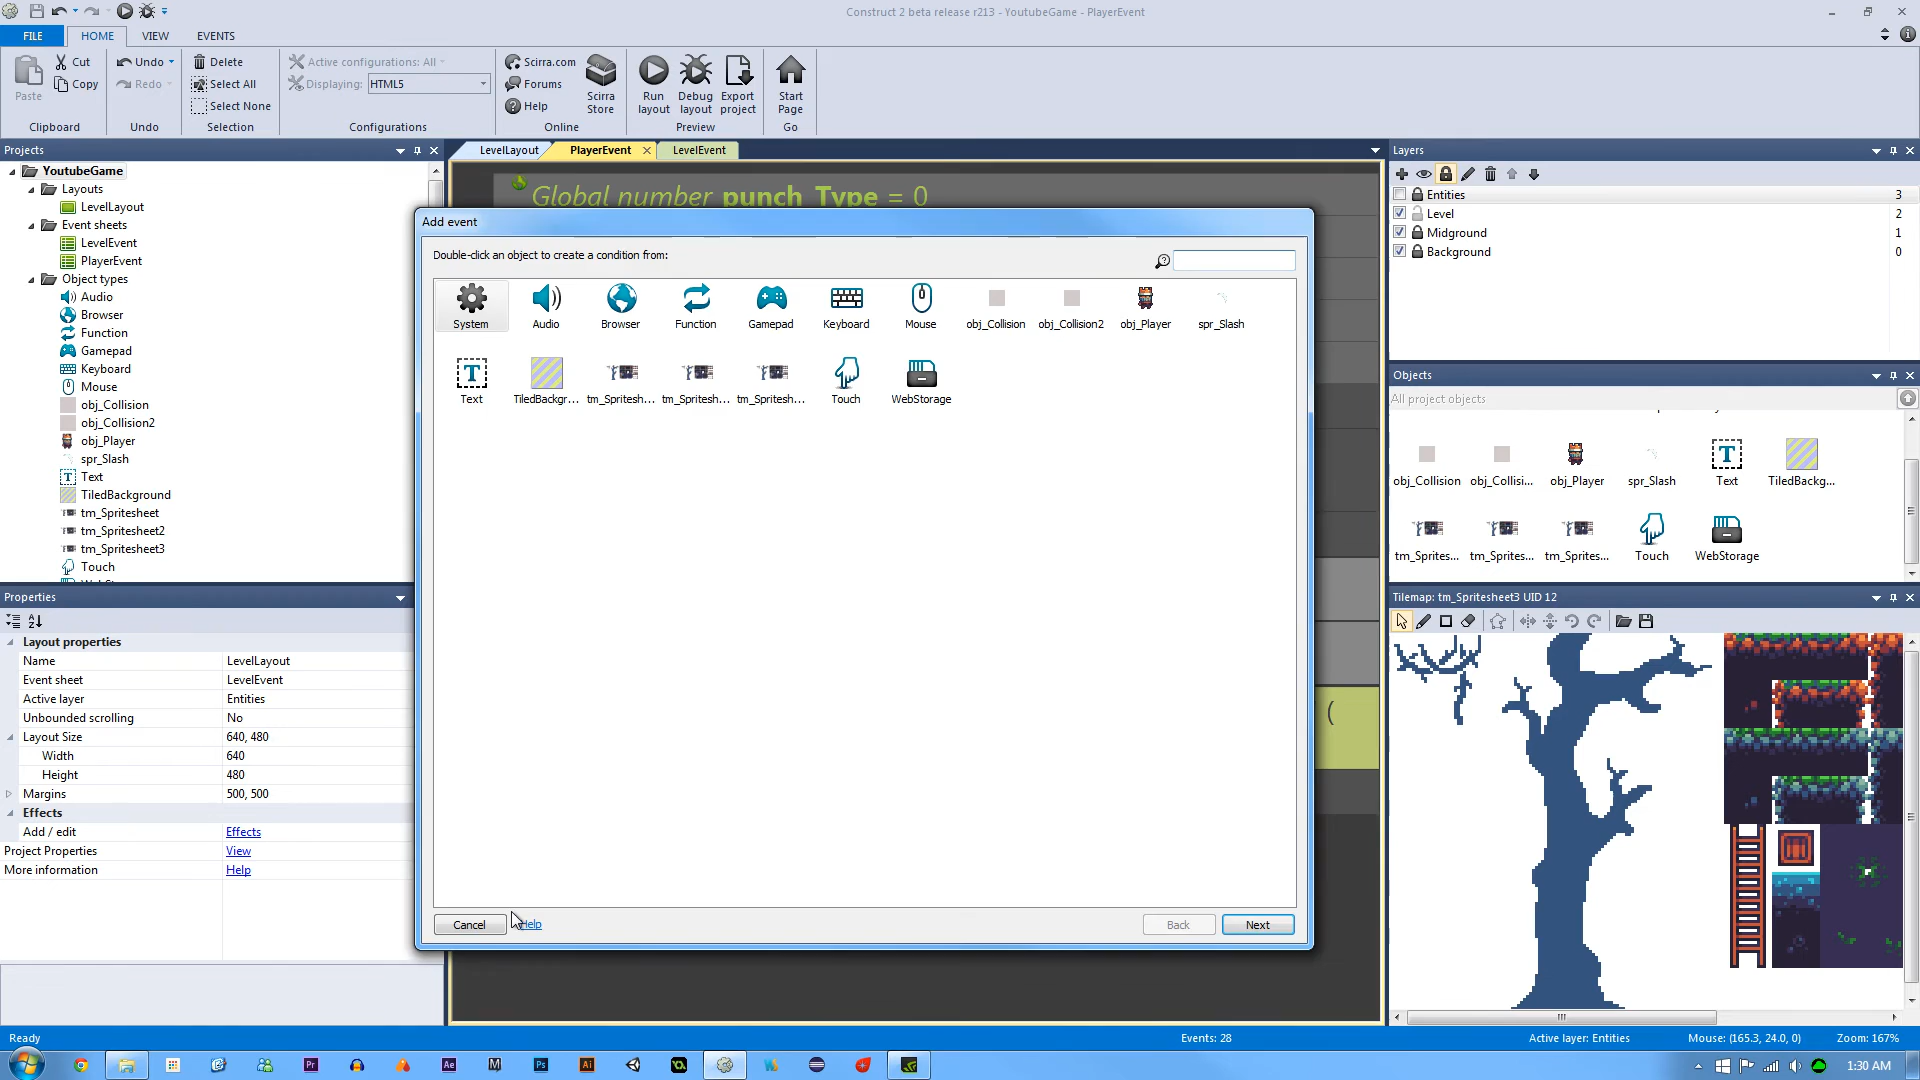 Construct 2 beta release r213 - YoutubeGame - PlayerEvent
FILE HOME VIEW EVENTS
Paste Cut Copy Clipboard
Undo Redo Undo
Delete Select All Select None Selection
Active configurations: All
Displaying: HTML5
Configurations
Scirra.com Forums Help Scirra Store Online
Run layout Debug layout Export project Preview
Start Page Go
Projects
YoutubeGame
Layouts
LevelLayout
Event sheets
LevelEvent
PlayerEvent
Object types
Audio
Browser
Function
Gamepad
Keyboard
Mouse
obj_Collision
obj_Collision2
obj_Player
spr_Slash
Text
TiledBackground
tm_Spritesheet
tm_Spritesheet2
tm_Spritesheet3
Touch
Properties
Layout properties
Name LevelLayout
Event sheet LevelEvent
Active layer Entities
Unbounded scrolling No
Layout Size 640, 480
Width 640
Height 480
Margins 500, 500
Effects
Add / edit Effects
Project Properties View
More information Help
LevelLayout PlayerEvent LevelEvent
Global number punch_Type = 0
(
Add event
Double-click an object to create a condition from:
System Audio Browser Function Gamepad Keyboard Mouse obj_Collision obj_Collision2 obj_Player spr_Slash
Text TiledBackgr... tm_Spritesh... tm_Spritesh... tm_Spritesh... Touch WebStorage
Cancel Help Back Next
Layers
Entities 3
Level 2
Midground 1
Background 0
Objects
All project objects
obj_Collision obj_Collisi... obj_Player spr_Slash Text TiledBackg...
tm_Sprites... tm_Sprites... tm_Sprites... Touch WebStorage
Tilemap: tm_Spritesheet3 UID 12
Ready Events: 28 Active layer: Entities Mouse: (165.3, 24.0, 0) Zoom: 167%
Pr Ae M Ps Ai 1:30 AM